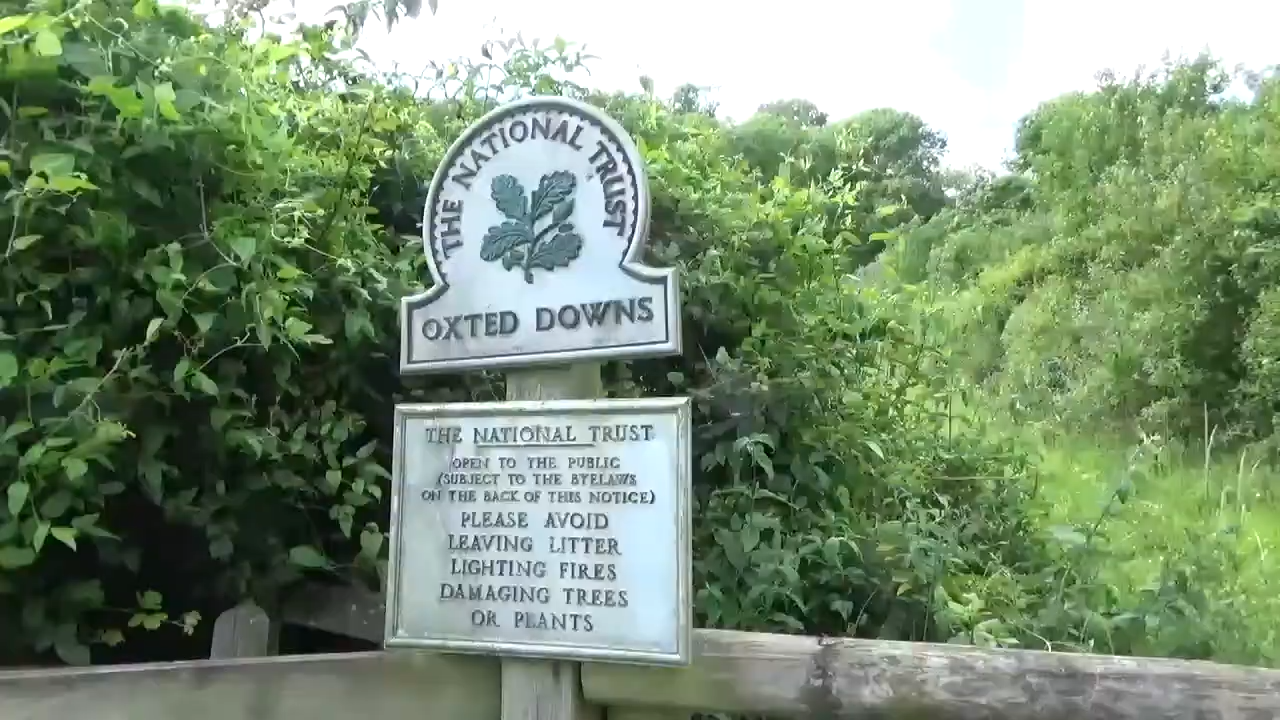 THE NATIONAL TRUST
OXTED DOWNS
THE NATIONAL TRUST
OPEN TO THE PUBLIC
(SUBJECT TO THE BYELAWS
ON THE BACK OF THIS NOTICE)
PLEASE AVOID
LEAVING LITTER
LIGHTING FIRES
DAMAGING TREES
OR PLANTS